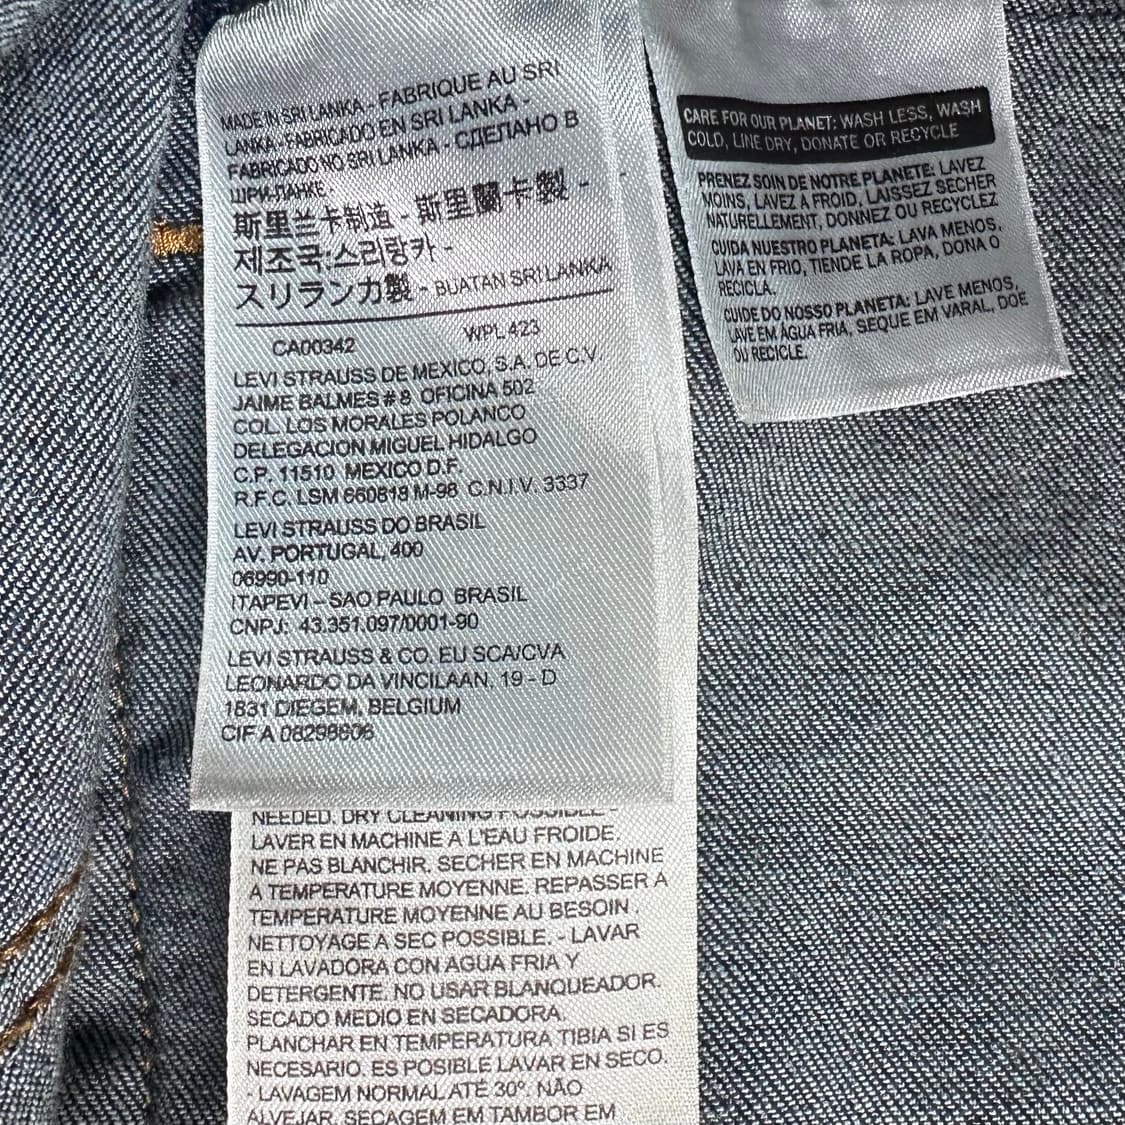 MADE IN SRI LANKA - FABRIQUE AU SRI
LANKA - FABRICADO EN SRI LANKA -
FABRICADO NO SRI LANKA - СДЕЛАНО В
ШРИ-ЛАНКЕ -
斯里兰卡制造 - 斯里蘭卡製 -
제조국:스리랑카 -
スリランカ製 - BUATAN SRI LANKA
CA00342 WPL 423
LEVI STRAUSS DE MEXICO, S.A. DE C.V.
JAIME BALMES # 8 OFICINA 502
COL. LOS MORALES POLANCO
DELEGACION MIGUEL HIDALGO
C.P. 11510 MEXICO D.F.
R.F.C. LSM 660818 M-98 C.N.I.V. 3337
LEVI STRAUSS DO BRASIL
AV. PORTUGAL, 400
06990-110
ITAPEVI – SAO PAULO BRASIL
CNPJ: 43.351.097/0001-90
LEVI STRAUSS & CO. EU SCA/CVA
LEONARDO DA VINCILAAN, 19 - D
1831 DIEGEM, BELGIUM
CIF A 08298606
NEEDED. DRY CLEANING POSSIBLE -
LAVER EN MACHINE A L'EAU FROIDE.
NE PAS BLANCHIR. SECHER EN MACHINE
A TEMPERATURE MOYENNE. REPASSER A
TEMPERATURE MOYENNE AU BESOIN.
NETTOYAGE A SEC POSSIBLE. - LAVAR
EN LAVADORA CON AGUA FRIA Y
DETERGENTE. NO USAR BLANQUEADOR.
SECADO MEDIO EN SECADORA.
PLANCHAR EN TEMPERATURA TIBIA SI ES
NECESARIO. ES POSIBLE LAVAR EN SECO.
- LAVAGEM NORMAL ATÉ 30º. NÃO
ALVEJAR. SECAGEM EM TAMBOR EM
CARE FOR OUR PLANET: WASH LESS, WASH
COLD, LINE DRY, DONATE OR RECYCLE
PRENEZ SOIN DE NOTRE PLANETE: LAVEZ
MOINS, LAVEZ A FROID, LAISSEZ SECHER
NATURELLEMENT, DONNEZ OU RECYCLEZ
CUIDA NUESTRO PLANETA: LAVA MENOS,
LAVA EN FRIO, TIENDE LA ROPA, DONA O
RECICLA.
CUIDE DO NOSSO PLANETA: LAVE MENOS,
LAVE EM ÁGUA FRIA, SEQUE EM VARAL, DOE
OU RECICLE.